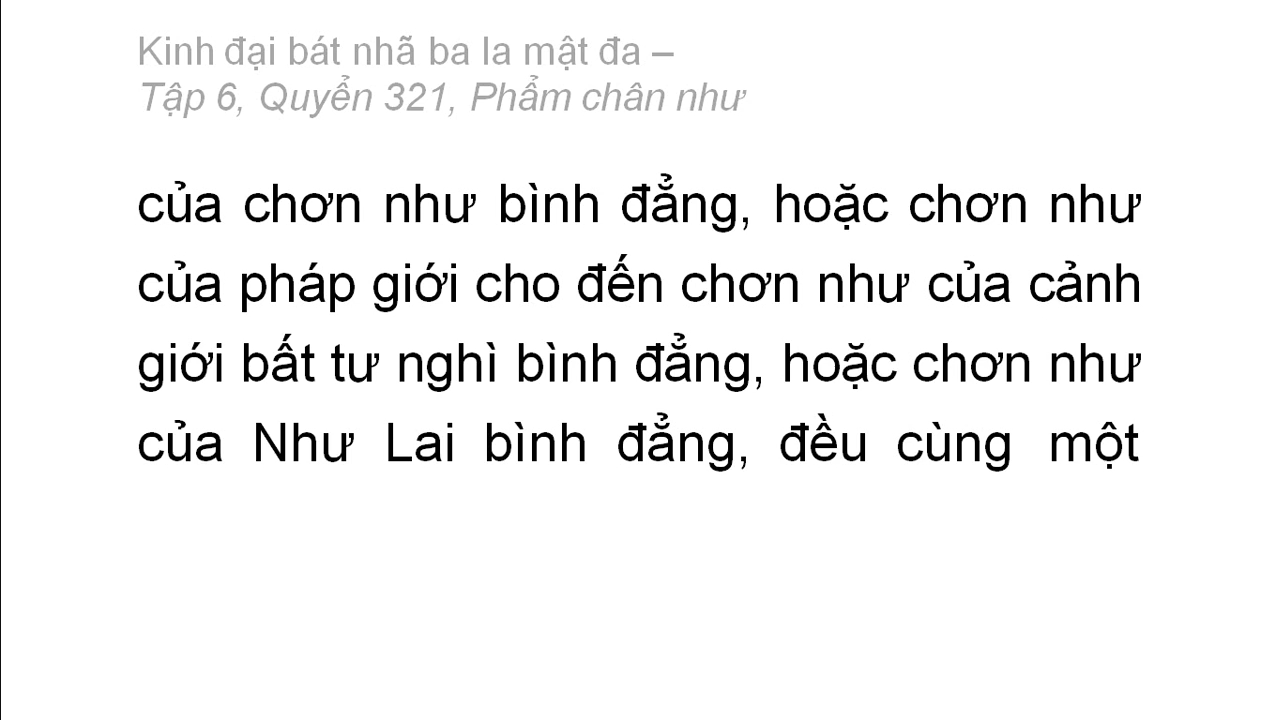 Kinh đại bát nhã ba la mật đa –
Tập 6, Quyển 321, Phẩm chân như
của chơn như bình đẳng, hoặc chơn như
của pháp giới cho đến chơn như của cảnh
giới bất tư nghì bình đẳng, hoặc chơn như
của Như Lai bình đẳng, đều cùng một